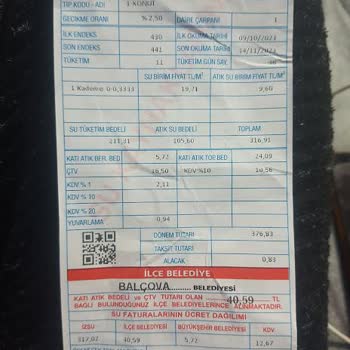 TİP KODU - ADI 1 KONUT
GECİKME ORANI %2,50 DAİRE ÇARPANI 1
İLK ENDEKS 430 İLK OKUMA TARİHİ 09/10/2023
SON ENDEKS 441 SON OKUMA TARİHİ 14/11/2023
TÜKETİM 11 TÜKETİM GÜN SAY.
SU BİRİM FİYAT TL/M³ ATIK SU BİRİM FİYAT TL/M³
1.Kademe 0-0,3333 19,21 9,60
SU TÜKETİM BEDELİ ATIK SU BEDELİ TOPLAM
211,31 105,60 316,91
KATI ATIK BER. BED 5,72 KATI ATIK TOP BED 24,09
ÇTV 16,50 KDV %10 10,56
KDV %1 2,11
KDV %10
KDV %20
YUVARLAMA -0,94
DÖNEM TUTARI 376,83
TAKSİT TUTARI
ALACAK 0,83
İLÇE BELEDİYE
BALÇOVA.......... BELEDİYESİ
KATI ATIK BEDELİ ve ÇTV TUTARI OLAN 40,59 TL
BAĞLI BULUNDUĞUNUZ İLÇE BELEDİYELERİNCE ALINMAKTADIR.
SU FATURALARININ ÜCRET DAĞILIMI
İZSU İLÇE BELEDİYESİ BÜYÜKŞEHİR BELEDİYESİ KDV
317,02 40,59 5,72 12,67